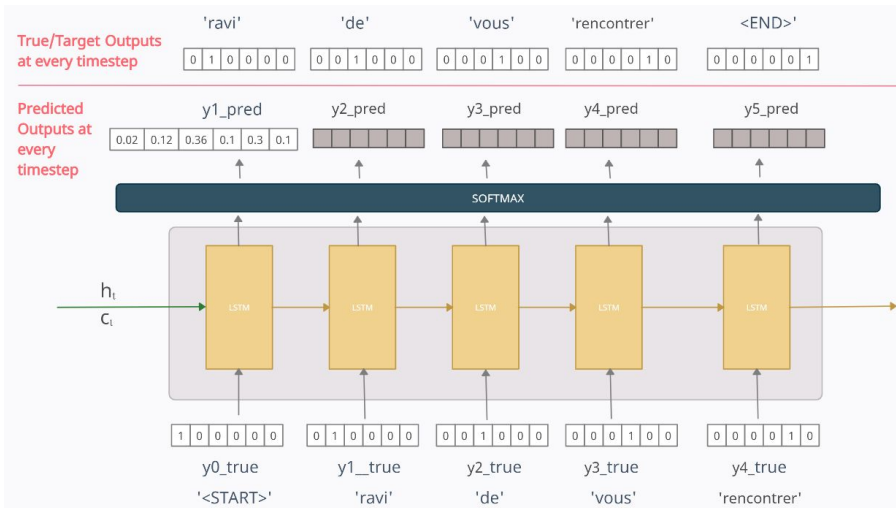 'ravi' 'de' 'vous' 'rencontrer' <END>'
True/Target Outputs
at every timestep
0 1 0 0 0 0 0 0 1 0 0 0 0 0 0 1 0 0 0 0 0 0 1 0 0 0 0 0 0 1
Predicted
Outputs at
every
timestep
y1_pred y2_pred y3_pred y4_pred y5_pred
0.02 0.12 0.36 0.1 0.3 0.1
SOFTMAX
hₜ
cₜ
LSTM LSTM LSTM LSTM LSTM
1 0 0 0 0 0 0 1 0 0 0 0 0 0 1 0 0 0 0 0 0 1 0 0 0 0 0 0 1 0
y0_true y1__true y2_true y3_true y4_true
'<START>' 'ravi' 'de' 'vous' 'rencontrer'